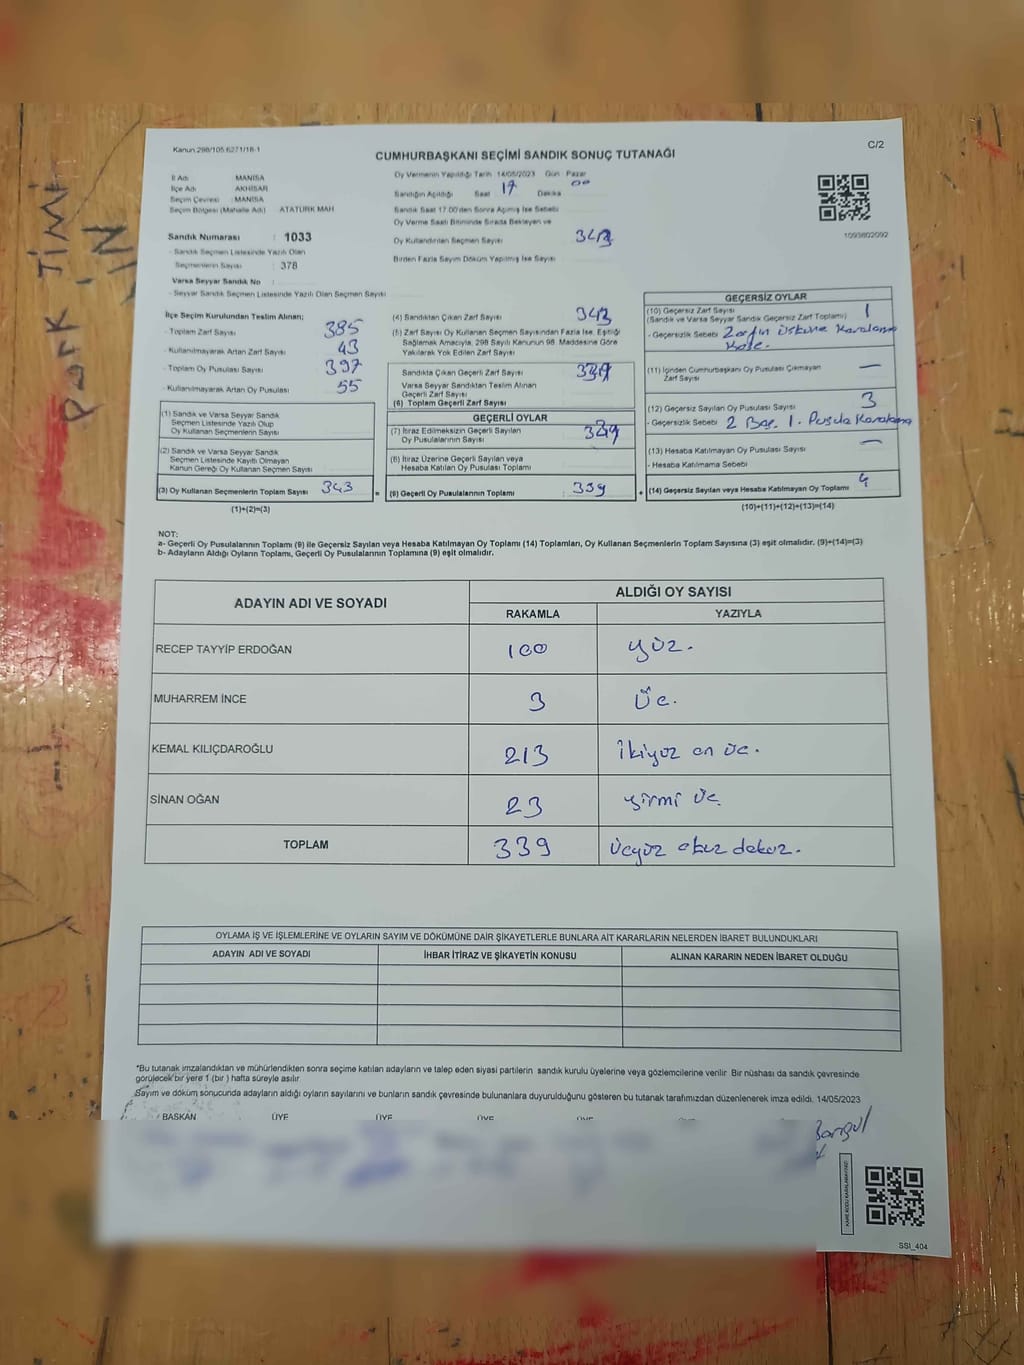 PORK TİMİ
IN
Kanun 298/105 6271/18-1
CUMHURBAŞKANI SEÇİMİ SANDIK SONUÇ TUTANAĞI
C/2
İl Adı MANİSA
İlçe Adı AKHİSAR
Seçim Çevresi : MANİSA
Seçim Bölgesi (Mahalle Adı) ATATÜRK MAH
Sandık Numarası : 1033
- Sandık Seçmen Listesinde Yazılı Olan
Seçmenlerin Sayısı : 378
Varsa Seyyar Sandık No :
- Seyyar Sandık Seçmen Listesinde Yazılı Olan Seçmen Sayısı
Oy Vermenin Yapıldığı Tarih 14/05/2023 Gün Pazar
Sandığın Açıldığı Saat 17 Dakika 00
Sandık Saat 17.00'den Sonra Açılmış İse Sebebi
Oy Verme Saati Bitiminde Sırada Bekleyen ve
Oy Kullandırılan Seçmen Sayısı 343
Birden Fazla Sayım Döküm Yapılmış İse Sayısı
1093802092
İlçe Seçim Kurulundan Teslim Alınan;
- Toplam Zarf Sayısı 385
- Kullanılmayarak Artan Zarf Sayısı 43
- Toplam Oy Pusulası Sayısı 397
- Kullanılmayarak Artan Oy Pusulası 55
(1) Sandık ve Varsa Seyyar Sandık
Seçmen Listesinde Yazılı Olup
Oy Kullanan Seçmenlerin Sayısı
(2) Sandık ve Varsa Seyyar Sandık
Seçmen Listesinde Kayıtlı Olmayan
Kanun Gereği Oy Kullanan Seçmen Sayısı
(3) Oy Kullanan Seçmenlerin Toplam Sayısı 343
(1)+(2)=(3)
=
(4) Sandıktan Çıkan Zarf Sayısı 343
(5) Zarf Sayısı Oy Kullanan Seçmen Sayısından Fazla İse, Eşitliği
Sağlamak Amacıyla, 298 Sayılı Kanunun 98. Maddesine Göre
Yakılarak Yok Edilen Zarf Sayısı
Sandıkta Çıkan Geçerli Zarf Sayısı 339
Varsa Seyyar Sandıktan Teslim Alınan
Geçerli Zarf Sayısı
(6) Toplam Geçerli Zarf Sayısı
GEÇERLİ OYLAR
(7) İtiraz Edilmeksizin Geçerli Sayılan
Oy Pusulalarının Sayısı 339
(8) İtiraz Üzerine Geçerli Sayılan veya
Hesaba Katılan Oy Pusulası Toplamı
(9) Geçerli Oy Pusulalarının Toplamı 339
+
GEÇERSİZ OYLAR
(10) Geçersiz Zarf Sayısı 1
(Sandık ve Varsa Seyyar Sandık Geçersiz Zarf Toplamı)
- Geçersizlik Sebebi Zarfın Üstüne Karalama
(11) İçinden Cumhurbaşkanı Oy Pusulası Çıkmayan —
Zarf Sayısı
(12) Geçersiz Sayılan Oy Pusulası Sayısı 3
- Geçersizlik Sebebi 2 Boş. 1. Pusula Karalama
(13) Hesaba Katılmayan Oy Pusulası Sayısı —
- Hesaba Katılmama Sebebi
(14) Geçersiz Sayılan veya Hesaba Katılmayan Oy Toplamı 4
(10)+(11)+(12)+(13)=(14)
NOT:
a- Geçerli Oy Pusulalarının Toplamı (9) ile Geçersiz Sayılan veya Hesaba Katılmayan Oy Toplamı (14) Toplamları, Oy Kullanan Seçmenlerin Toplam Sayısına (3) eşit olmalıdır. (9)+(14)=(3)
b- Adayların Aldığı Oyların Toplamı, Geçerli Oy Pusulalarının Toplamına (9) eşit olmalıdır.
ADAYIN ADI VE SOYADI ALDIĞI OY SAYISI
RAKAMLA YAZIYLA
RECEP TAYYİP ERDOĞAN 100 yüz.
MUHARREM İNCE 3 Üç.
KEMAL KILIÇDAROĞLU 213 İkiyüz on üç.
SİNAN OĞAN 23 yirmi üç.
TOPLAM 339 Üçyüz otuz dokuz.
OYLAMA İŞ VE İŞLEMLERİNE VE OYLARIN SAYIM VE DÖKÜMÜNE DAİR ŞİKAYETLERLE BUNLARA AİT KARARLARIN NELERDEN İBARET BULUNDUKLARI
ADAYIN ADI VE SOYADI İHBAR İTİRAZ VE ŞİKAYETİN KONUSU ALINAN KARARIN NEDEN İBARET OLDUĞU
*Bu tutanak imzalandıktan ve mühürlendikten sonra seçime katılan adayların ve talep eden siyasi partilerin sandık kurulu üyelerine veya gözlemcilerine verilir. Bir nüshası da sandık çevresinde
görülecek bir yere 1 (bir) hafta süreyle asılır.
Sayım ve döküm sonucunda adayların aldığı oyların sayılarını ve bunların sandık çevresinde bulunanlara duyurulduğunu gösteren bu tutanak tarafımızdan düzenlenerek imza edildi. 14/05/2023
BAŞKAN ÜYE ÜYE ÜYE ÜYE
SSI_404